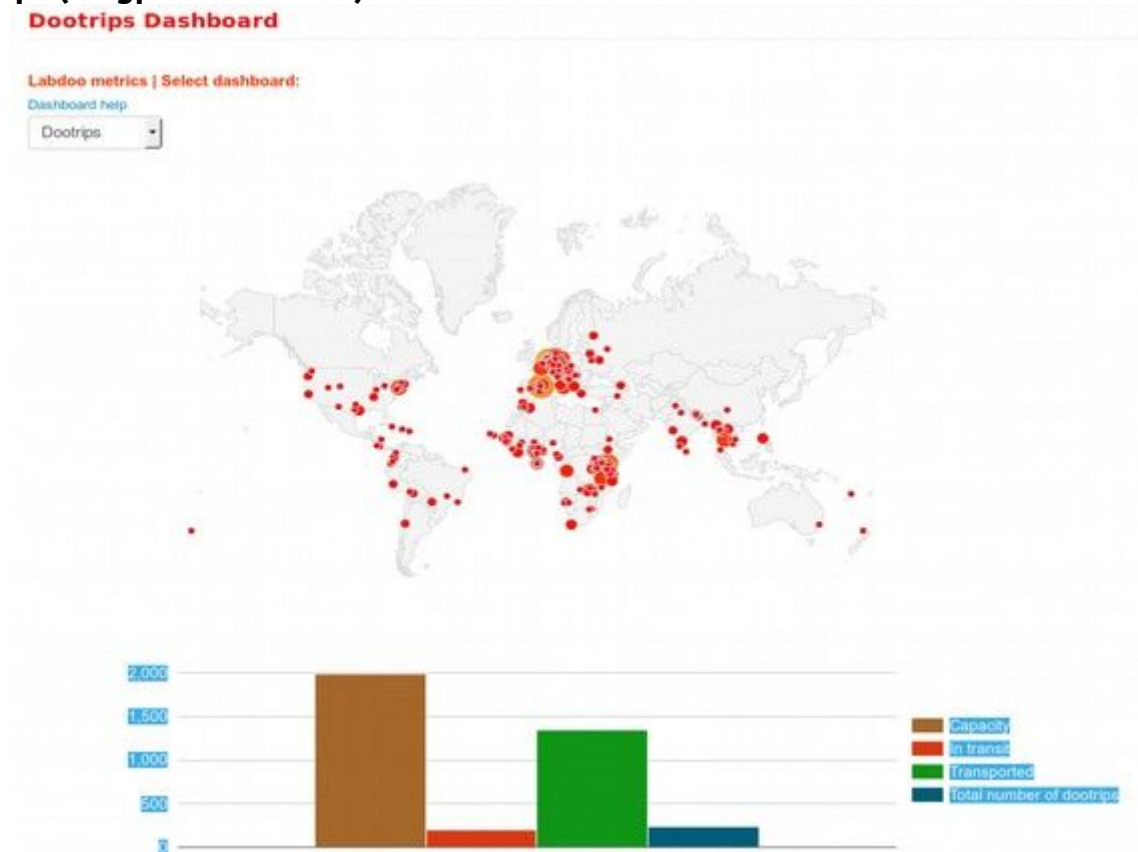 Dootrips Dashboard
Labdoo metrics | Select dashboard:
Dashboard help
Dootrips
2,000
1,500
1,000
500
0
Capacity
In transit
Transported
Total number of dootrips